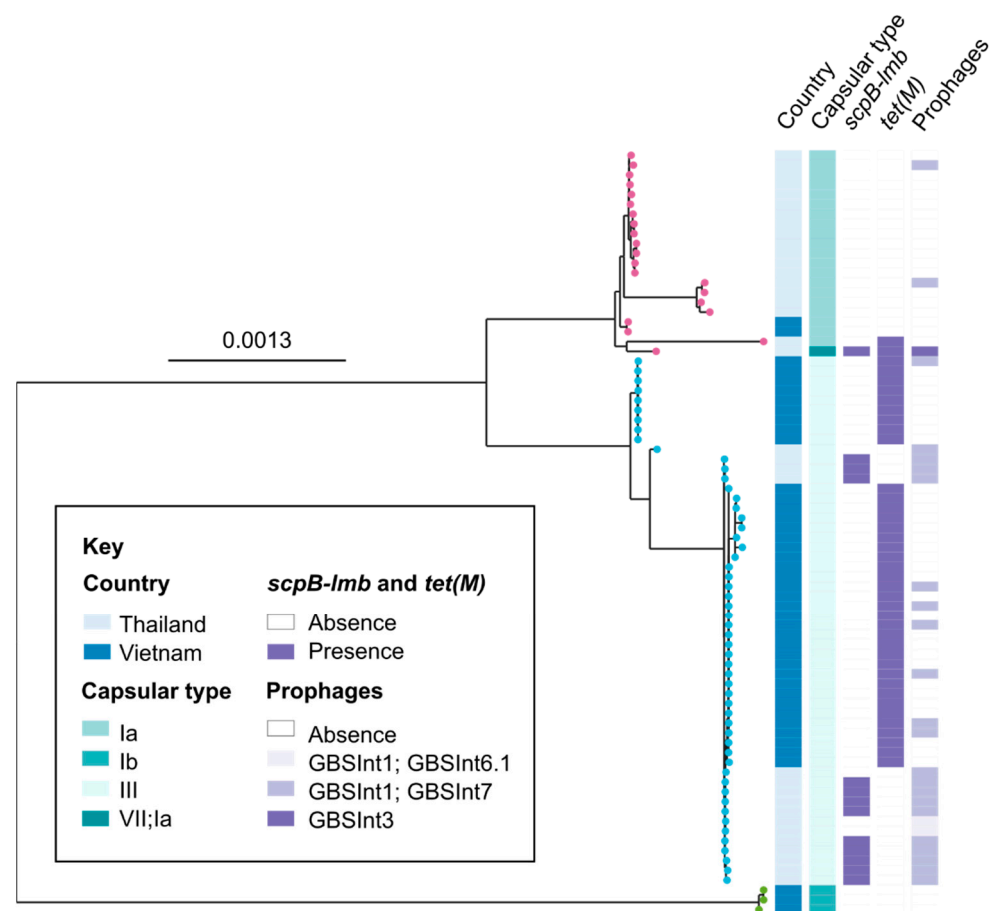 Country
Capsular type
scpB-lmb
tet(M)
Prophages
0.0013
Key
Country
Thailand
Vietnam
Capsular type
Ia
Ib
III
VII;Ia
scpB-lmb and tet(M)
Absence
Presence
Prophages
Absence
GBSInt1; GBSInt6.1
GBSInt1; GBSInt7
GBSInt3